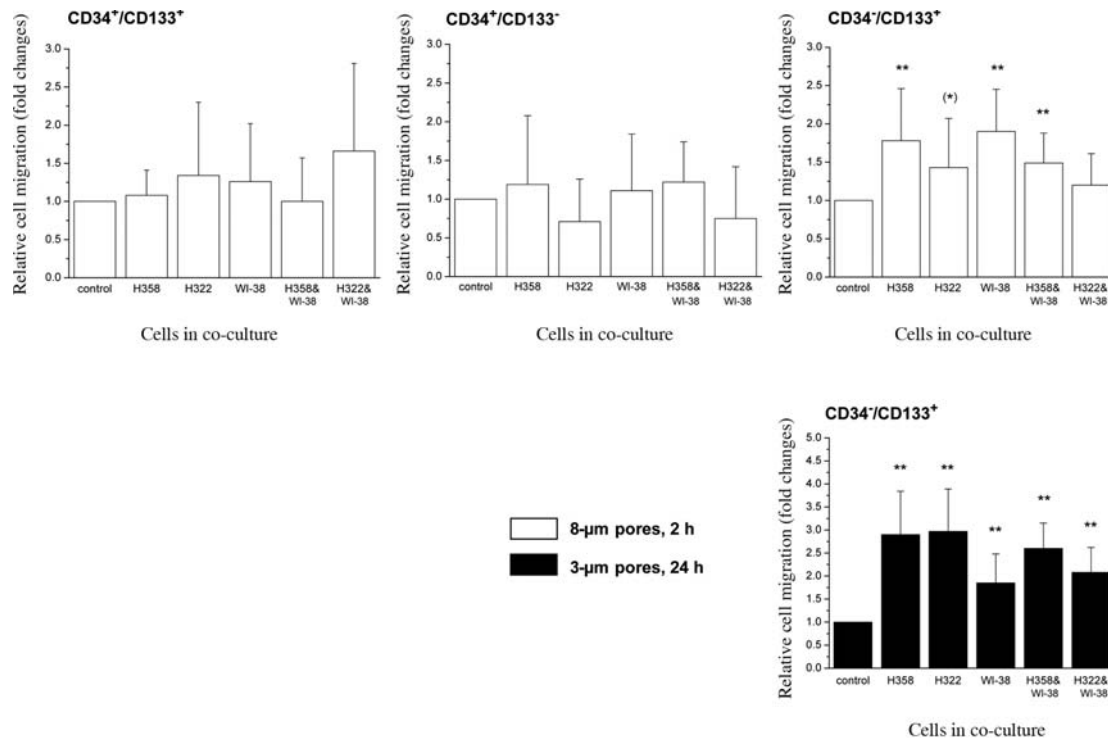 CD34⁺/CD133⁺
Relative cell migration (fold changes)
3.0
2.5
2.0
1.5
1.0
0.5
0.0
control H358 H322 WI-38 H358& H322&
WI-38 WI-38
Cells in co-culture
CD34⁺/CD133⁻
Relative cell migration (fold changes)
3.0
2.5
2.0
1.5
1.0
0.5
0.0
control H358 H322 WI-38 H358& H322&
WI-38 WI-38
Cells in co-culture
CD34⁻/CD133⁺
Relative cell migration (fold changes)
3.0
2.5
2.0
1.5
1.0
0.5
0.0
** (*) ** **
control H358 H322 WI-38 H358& H322&
WI-38 WI-38
Cells in co-culture
8-µm pores, 2 h
3-µm pores, 24 h
CD34⁻/CD133⁺
Relative cell migration (fold changes)
5.0
4.5
4.0
3.5
3.0
2.5
2.0
1.5
1.0
0.5
0.0
** ** ** ** **
control H358 H322 WI-38 H358& H322&
WI-38 WI-38
Cells in co-culture